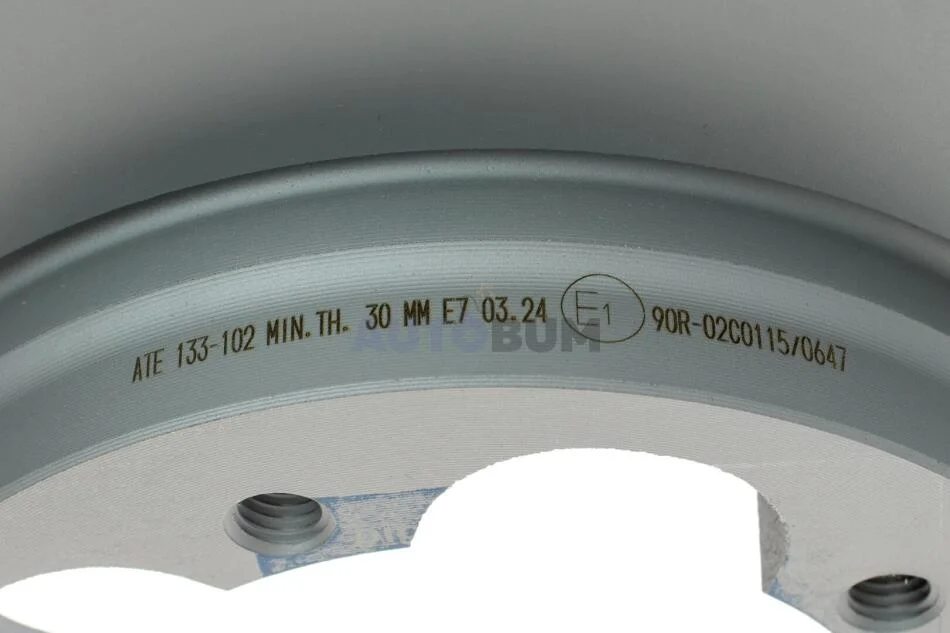 ATE 133-102 MIN.TH. 30 MM E7 03.24 E1 90R-02C0115/0647
AUTOBUM